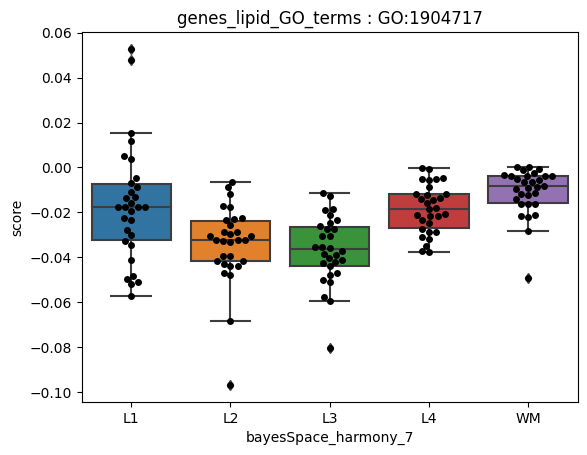 genes_lipid_GO_terms : GO:1904717
0.06
0.04
0.02
0.00
−0.02
−0.04
−0.06
−0.08
−0.10
score
L1 L2 L3 L4 WM
bayesSpace_harmony_7